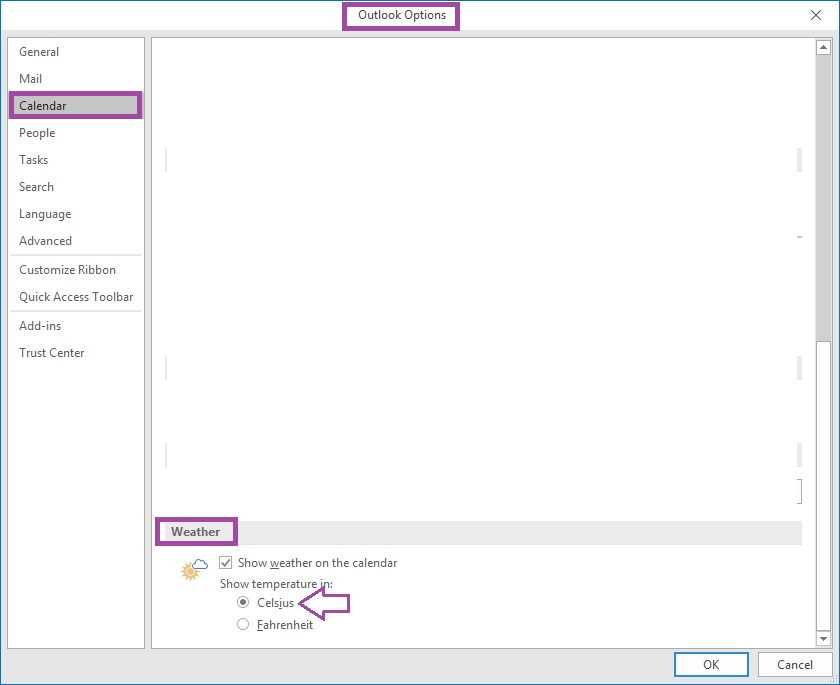 Outlook Options
General
Mail
Calendar
People
Tasks
Search
Language
Advanced
Customize Ribbon
Quick Access Toolbar
Add-ins
Trust Center
Weather
Show weather on the calendar
Show temperature in:
Celsius
Fahrenheit
OK
Cancel